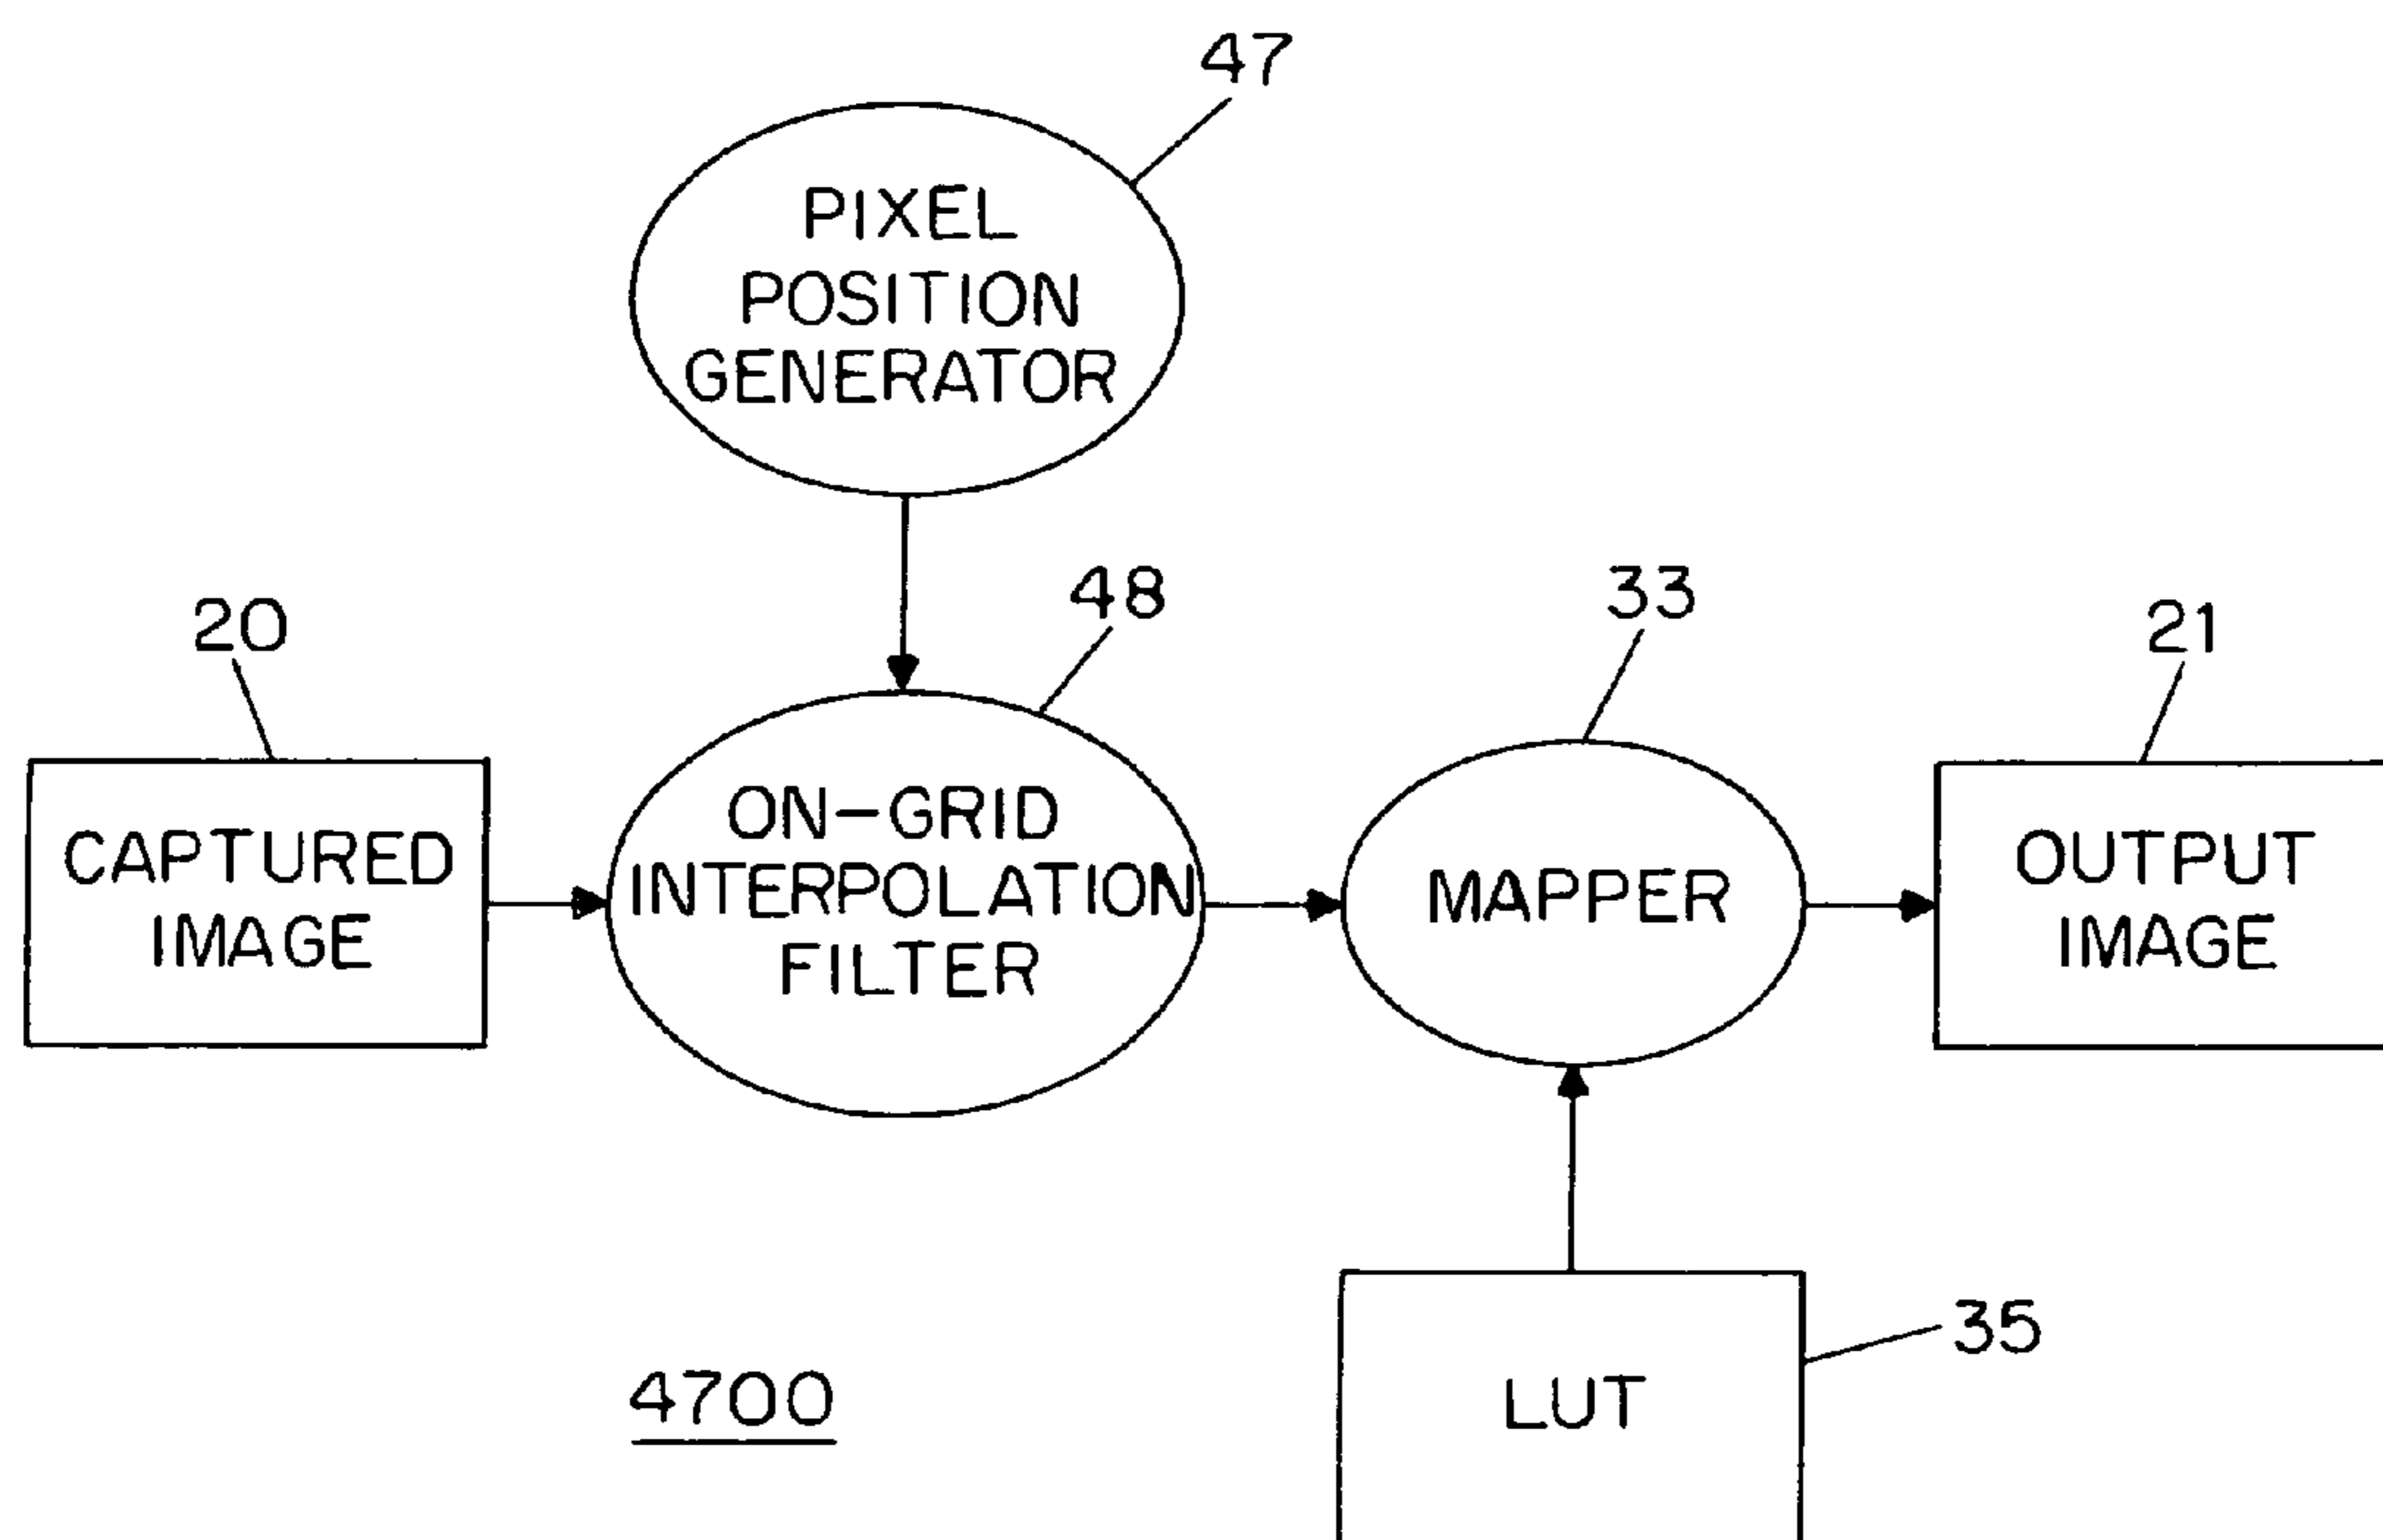 47
PIXEL
POSITION
GENERATOR
48
33
20
21
CAPTURED
IMAGE
ON-GRID
INTERPOLATION
FILTER
MAPPER
OUTPUT
IMAGE
35
LUT
4700